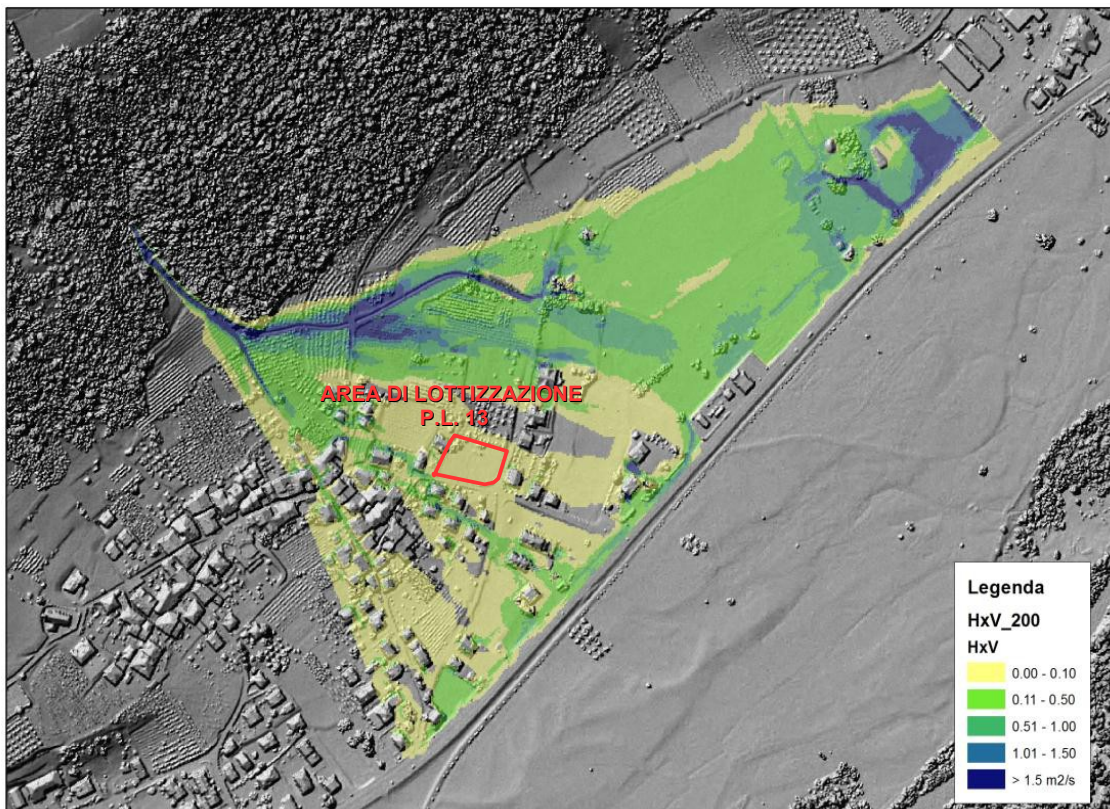 AREA DI LOTTIZZAZIONE
P.L. 13
Legenda
HxV_200
HxV
0.00 - 0.10
0.11 - 0.50
0.51 - 1.00
1.01 - 1.50
> 1.5 m2/s